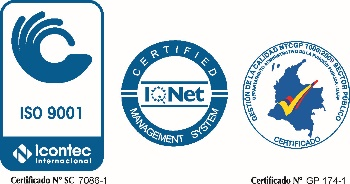 ISO 9001
icontec
internacional
Certificado N° SC 7086-1
CERTIFIED
IQNet
MANAGEMENT SYSTEM
GESTIÓN DE LA CALIDAD NTCGP 1000:2009 SECTOR PÚBLICO
CERTIFICADO
Certificado N° GP 174-1